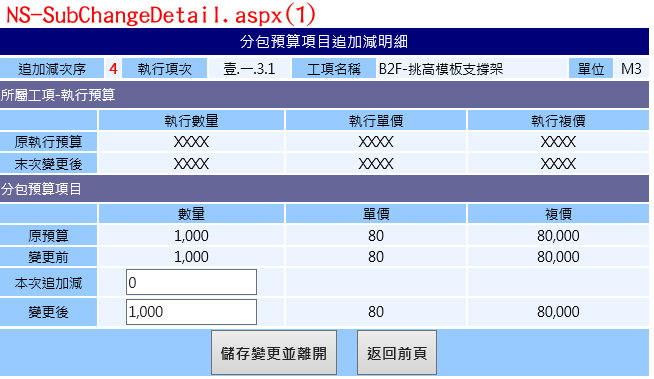 NS-SubChangeDetail.aspx(1)
分包預算項目追加減明細
追加減次序 4 執行項次 壹.一.3.1 工項名稱 B2F-挑高模板支撐架 單位 M3
所屬工項-執行預算
執行數量 執行單價 執行複價
原執行預算 XXXX XXXX XXXX
末次變更後 XXXX XXXX XXXX
分包預算項目
數量 單價 複價
原預算 1,000 80 80,000
變更前 1,000 80 80,000
本次追加減 0
變更後 1,000 80 80,000
儲存變更並離開 返回前頁